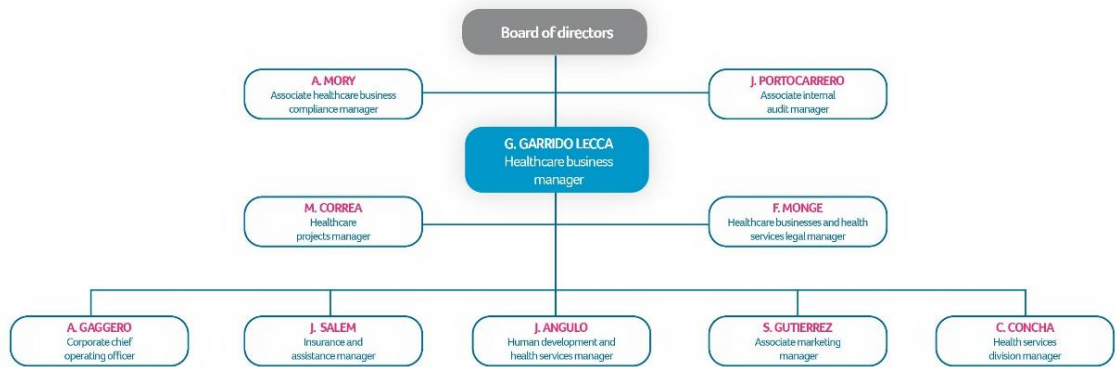 Board of directors
A. MORY
Associate healthcare business
compliance manager
J. PORTOCARRERO
Associate internal
audit manager
G. GARRIDO LECCA
Healthcare business
manager
M. CORREA
Healthcare
projects manager
F. MONGE
Healthcare businesses and health
services legal manager
A. GAGGERO
Corporate chief
operating officer
J. SALEM
Insurance and
assistance manager
J. ANGULO
Human development and
health services manager
S. GUTIERREZ
Associate marketing
manager
C. CONCHA
Health services
division manager